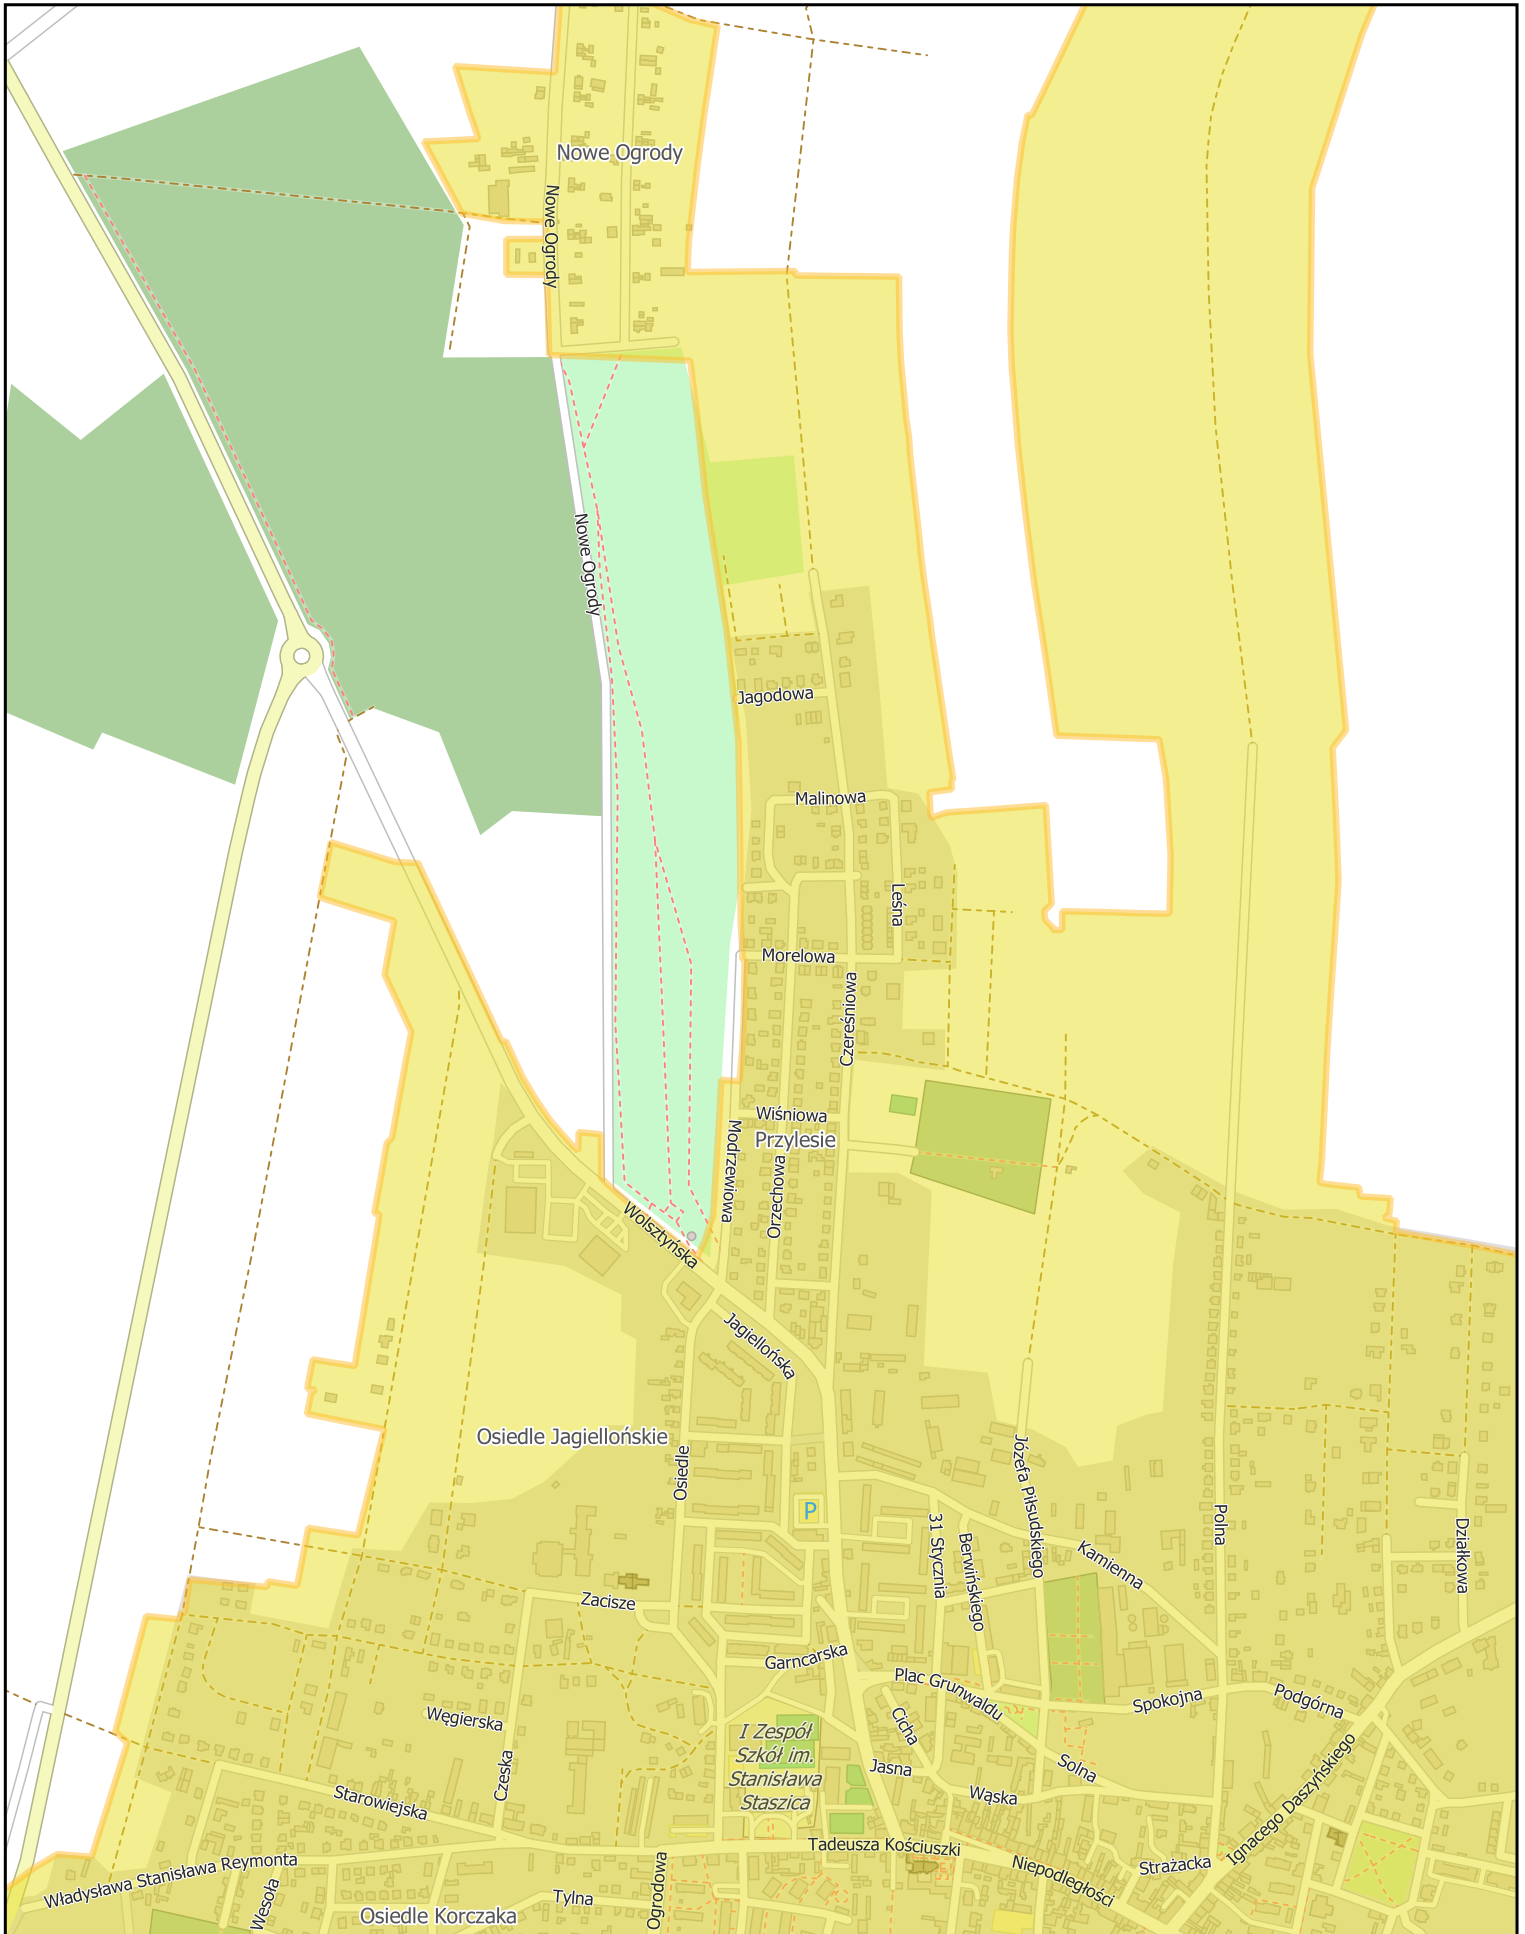 Nowe Ogrody
Nowe Ogrody
Nowe Ogrody
Jagodowa
Malinowa
Leśna
Morelowa
Czereśniowa
Wiśniowa
Przylesie
Modrzewiowa
Orzechowa
Wolsztyńska
Jagiellońska
Osiedle Jagiellońskie
Osiedle
Józefa Piłsudskiego
P
Polna
Działkowa
31 Stycznia
Berwińskiego
Kamienna
Zacisze
Garncarska
Plac Grunwaldu
Spokojna
Podgórna
Węgierska
Cicha
I Zespół
Szkół im.
Stanisława
Staszica
Czeska
Jasna
Solna
Wąska
Starowiejska
Ignacego Daszyńskiego
Tadeusza Kościuszki
Niepodległości
Strażacka
Władysława Stanisława Reymonta
Wesoła
Tylna
Ogrodowa
Osiedle Korczaka